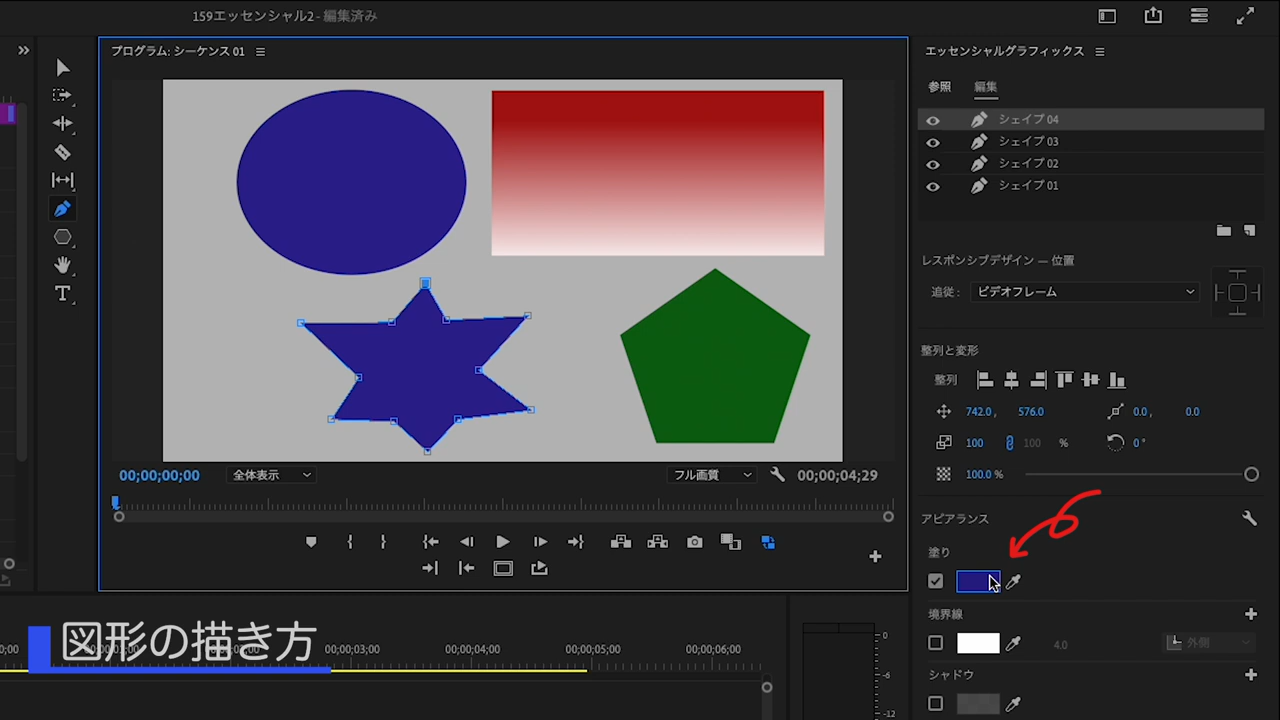 159エッセンシャル2 - 編集済み
プログラム: シーケンス 01
エッセンシャルグラフィックス
参照 編集
シェイプ 04
シェイプ 03
シェイプ 02
シェイプ 01
レスポンシブデザイン — 位置
追従 : ビデオフレーム
整列と変形
整列
742.0 , 576.0 0.0 , 0.0
100 100 % 0 °
100.0 %
00;00;00;00 全体表示 フル画質 00;00;04;29
アピアランス
塗り
境界線
4.0 外側
シャドウ
図形の描き方
00;00;03;00 00;00;04;00 00;00;05;00 00;00;06;00
0
-6
-12